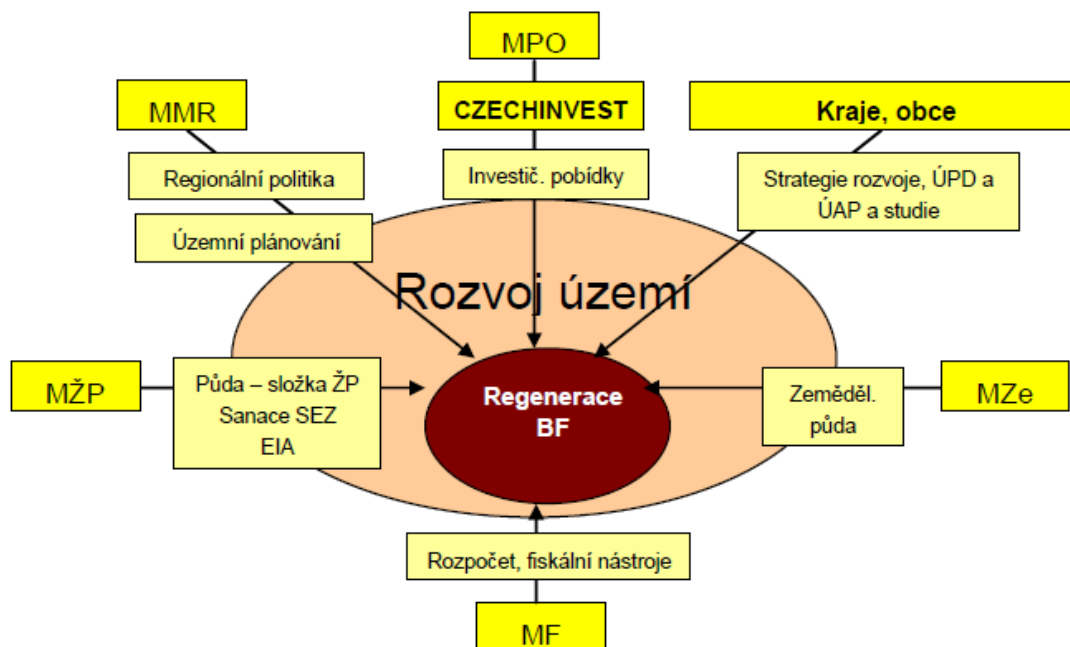 MPO
MMR
CZECHINVEST
Kraje, obce
Regionální politika
Investič. pobídky
Strategie rozvoje, ÚPD a
ÚAP a studie
Územní plánování
Rozvoj území
MŽP
Půda – složka ŽP
Sanace SEZ
EIA
Regenerace
BF
Zeměděl.
půda
MZe
Rozpočet, fiskální nástroje
MF